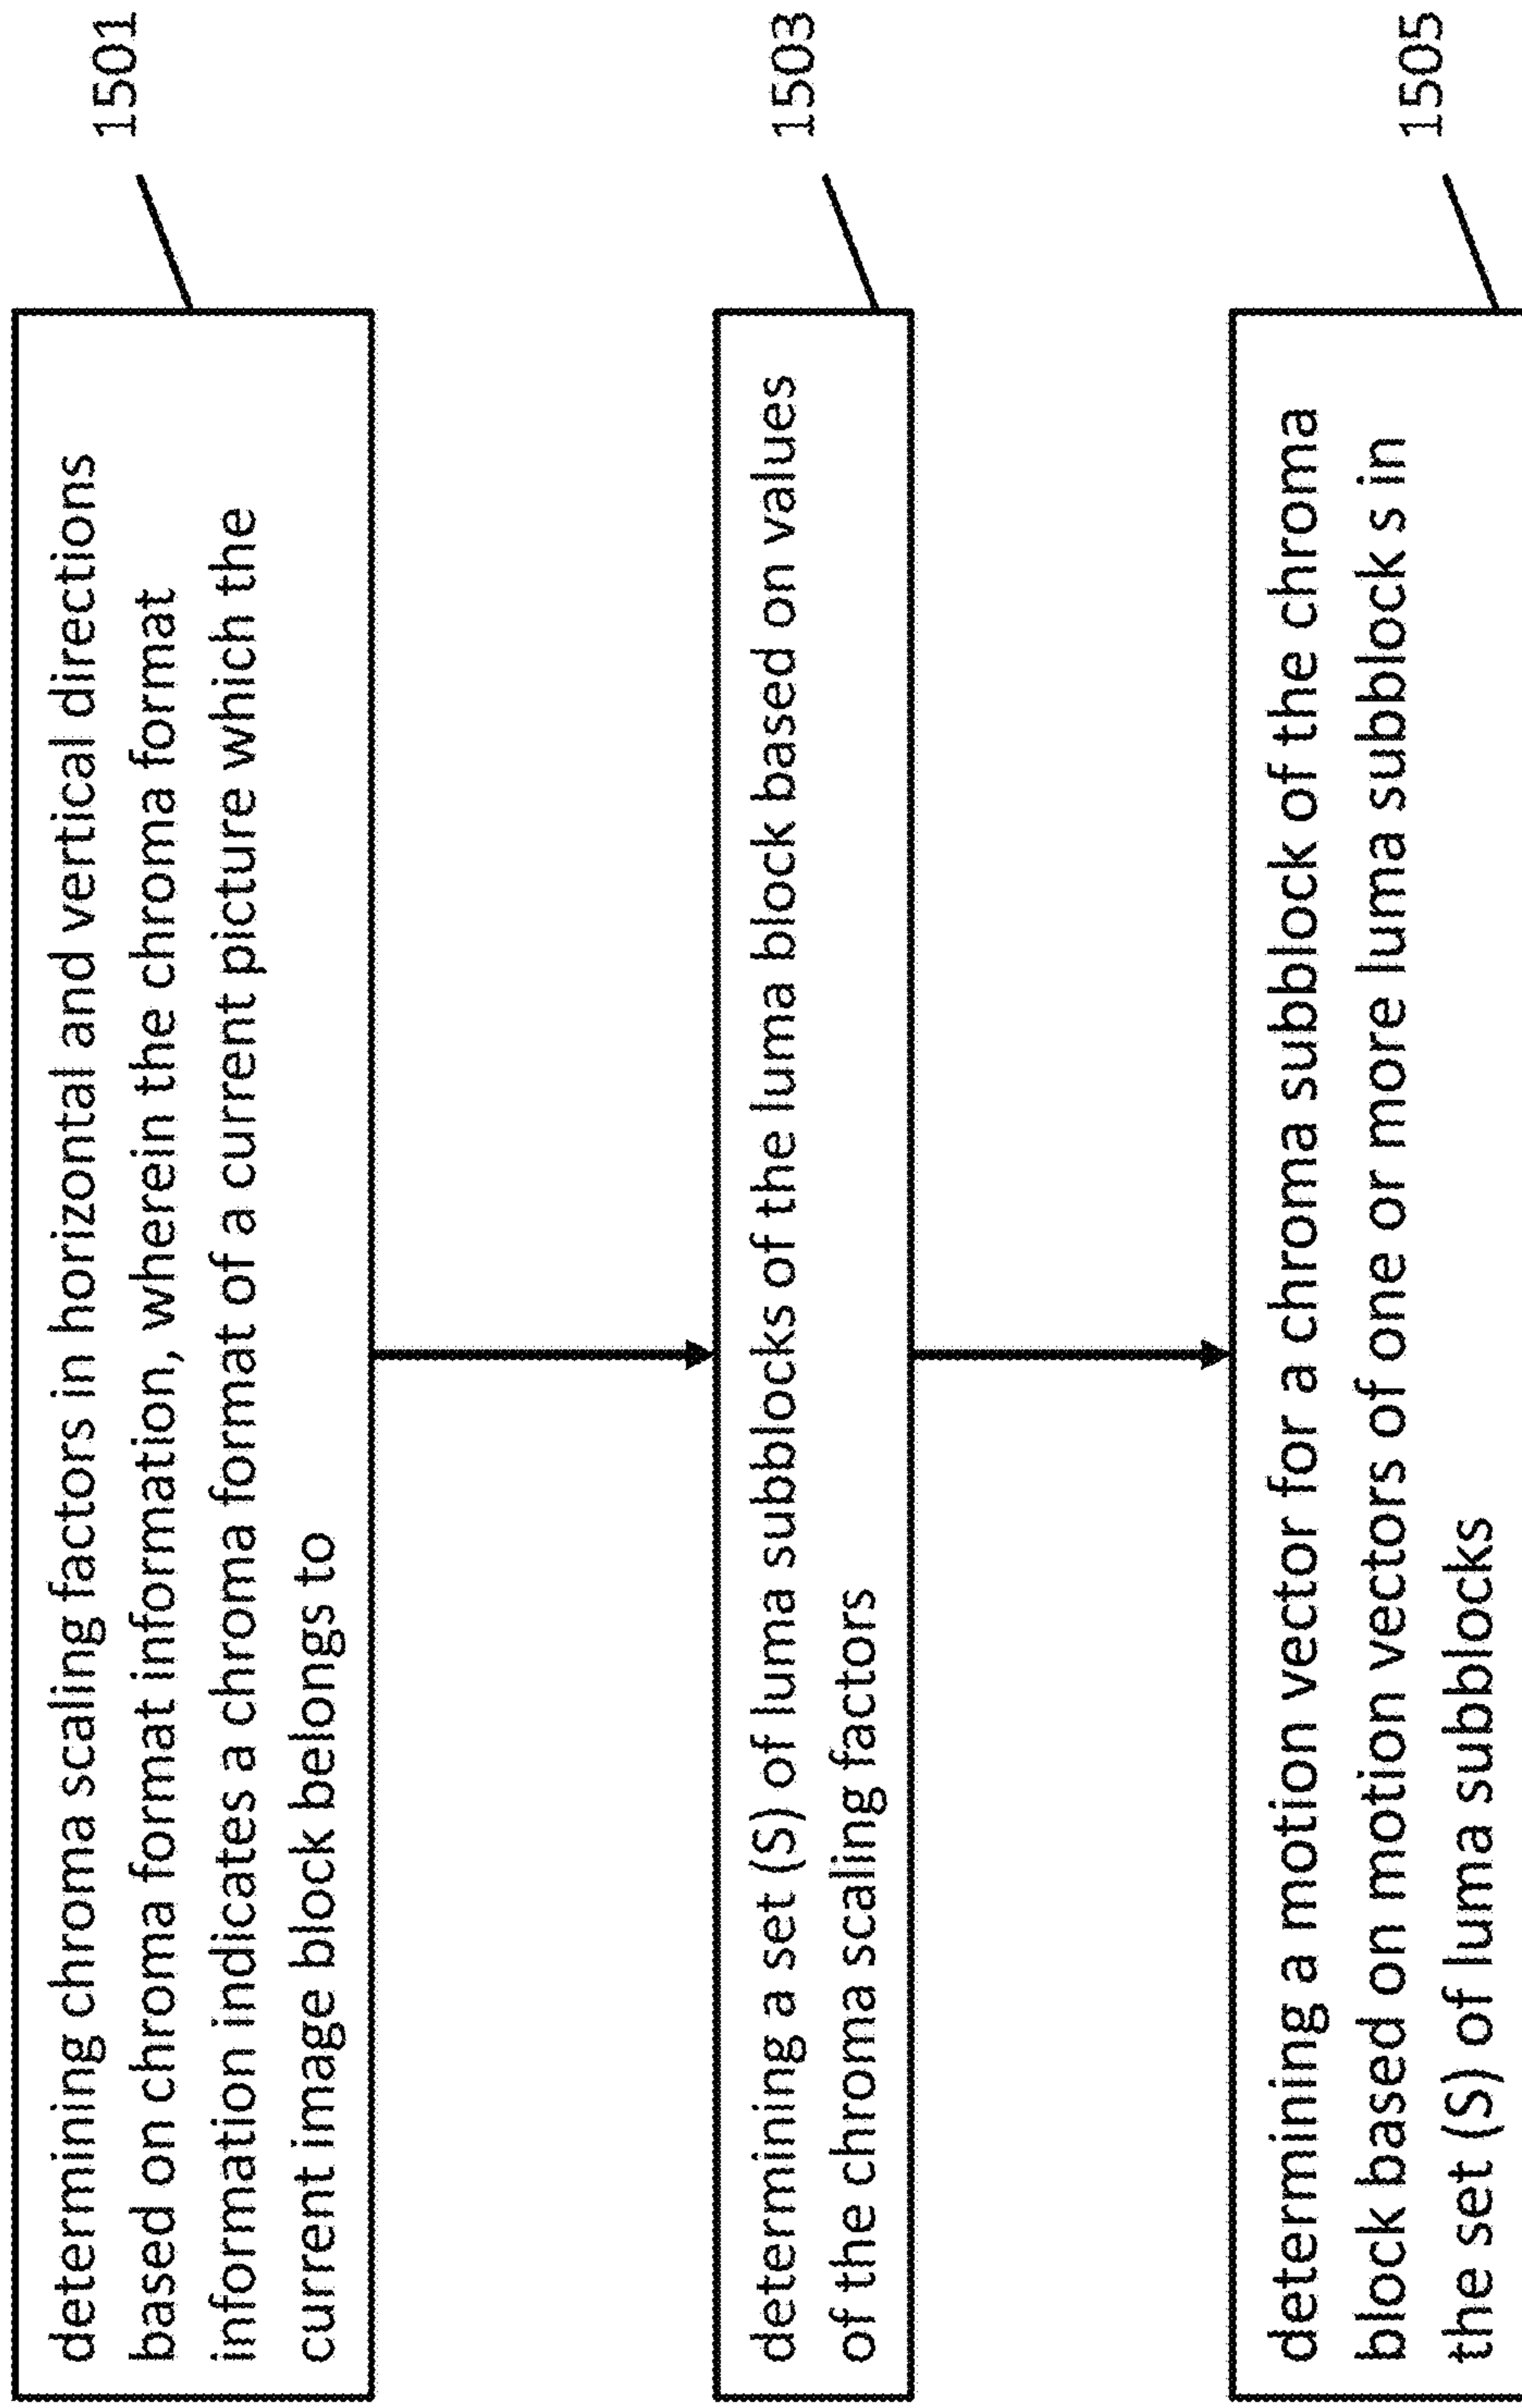 determining chroma scaling factors in horizontal and vertical directions
based on chroma format information, wherein the chroma format
information indicates a chroma format of a current picture which the
current image block belongs to
1501
determining a set (S) of luma subblocks of the luma block based on values
of the chroma scaling factors
1503
determining a motion vector for a chroma subblock of the chroma
block based on motion vectors of one or more luma subblock s in
the set (S) of luma subblocks
1505